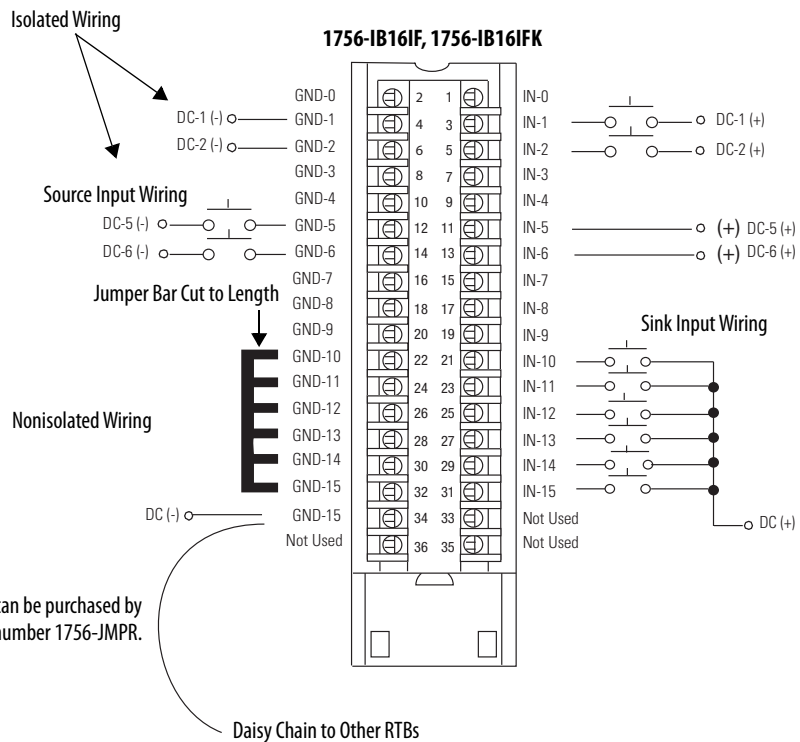 Isolated Wiring
1756-IB16IF, 1756-IB16IFK
GND-0 2 1 IN-0
DC-1 (-) GND-1 4 3 IN-1 DC-1 (+)
DC-2 (-) GND-2 6 5 IN-2 DC-2 (+)
GND-3 8 7 IN-3
Source Input Wiring
GND-4 10 9 IN-4
DC-5 (-) GND-5 12 11 IN-5 (+) DC-5 (+)
DC-6 (-) GND-6 14 13 IN-6 (+) DC-6 (+)
GND-7 16 15 IN-7
Jumper Bar Cut to Length
GND-8 18 17 IN-8
GND-9 20 19 IN-9
Sink Input Wiring
GND-10 22 21 IN-10
GND-11 24 23 IN-11
Nonisolated Wiring
GND-12 26 25 IN-12
GND-13 28 27 IN-13
GND-14 30 29 IN-14
GND-15 32 31 IN-15
DC (-) GND-15 34 33 Not Used
DC (+)
Not Used 36 35 Not Used
can be purchased by
number 1756-JMPR.
Daisy Chain to Other RTBs